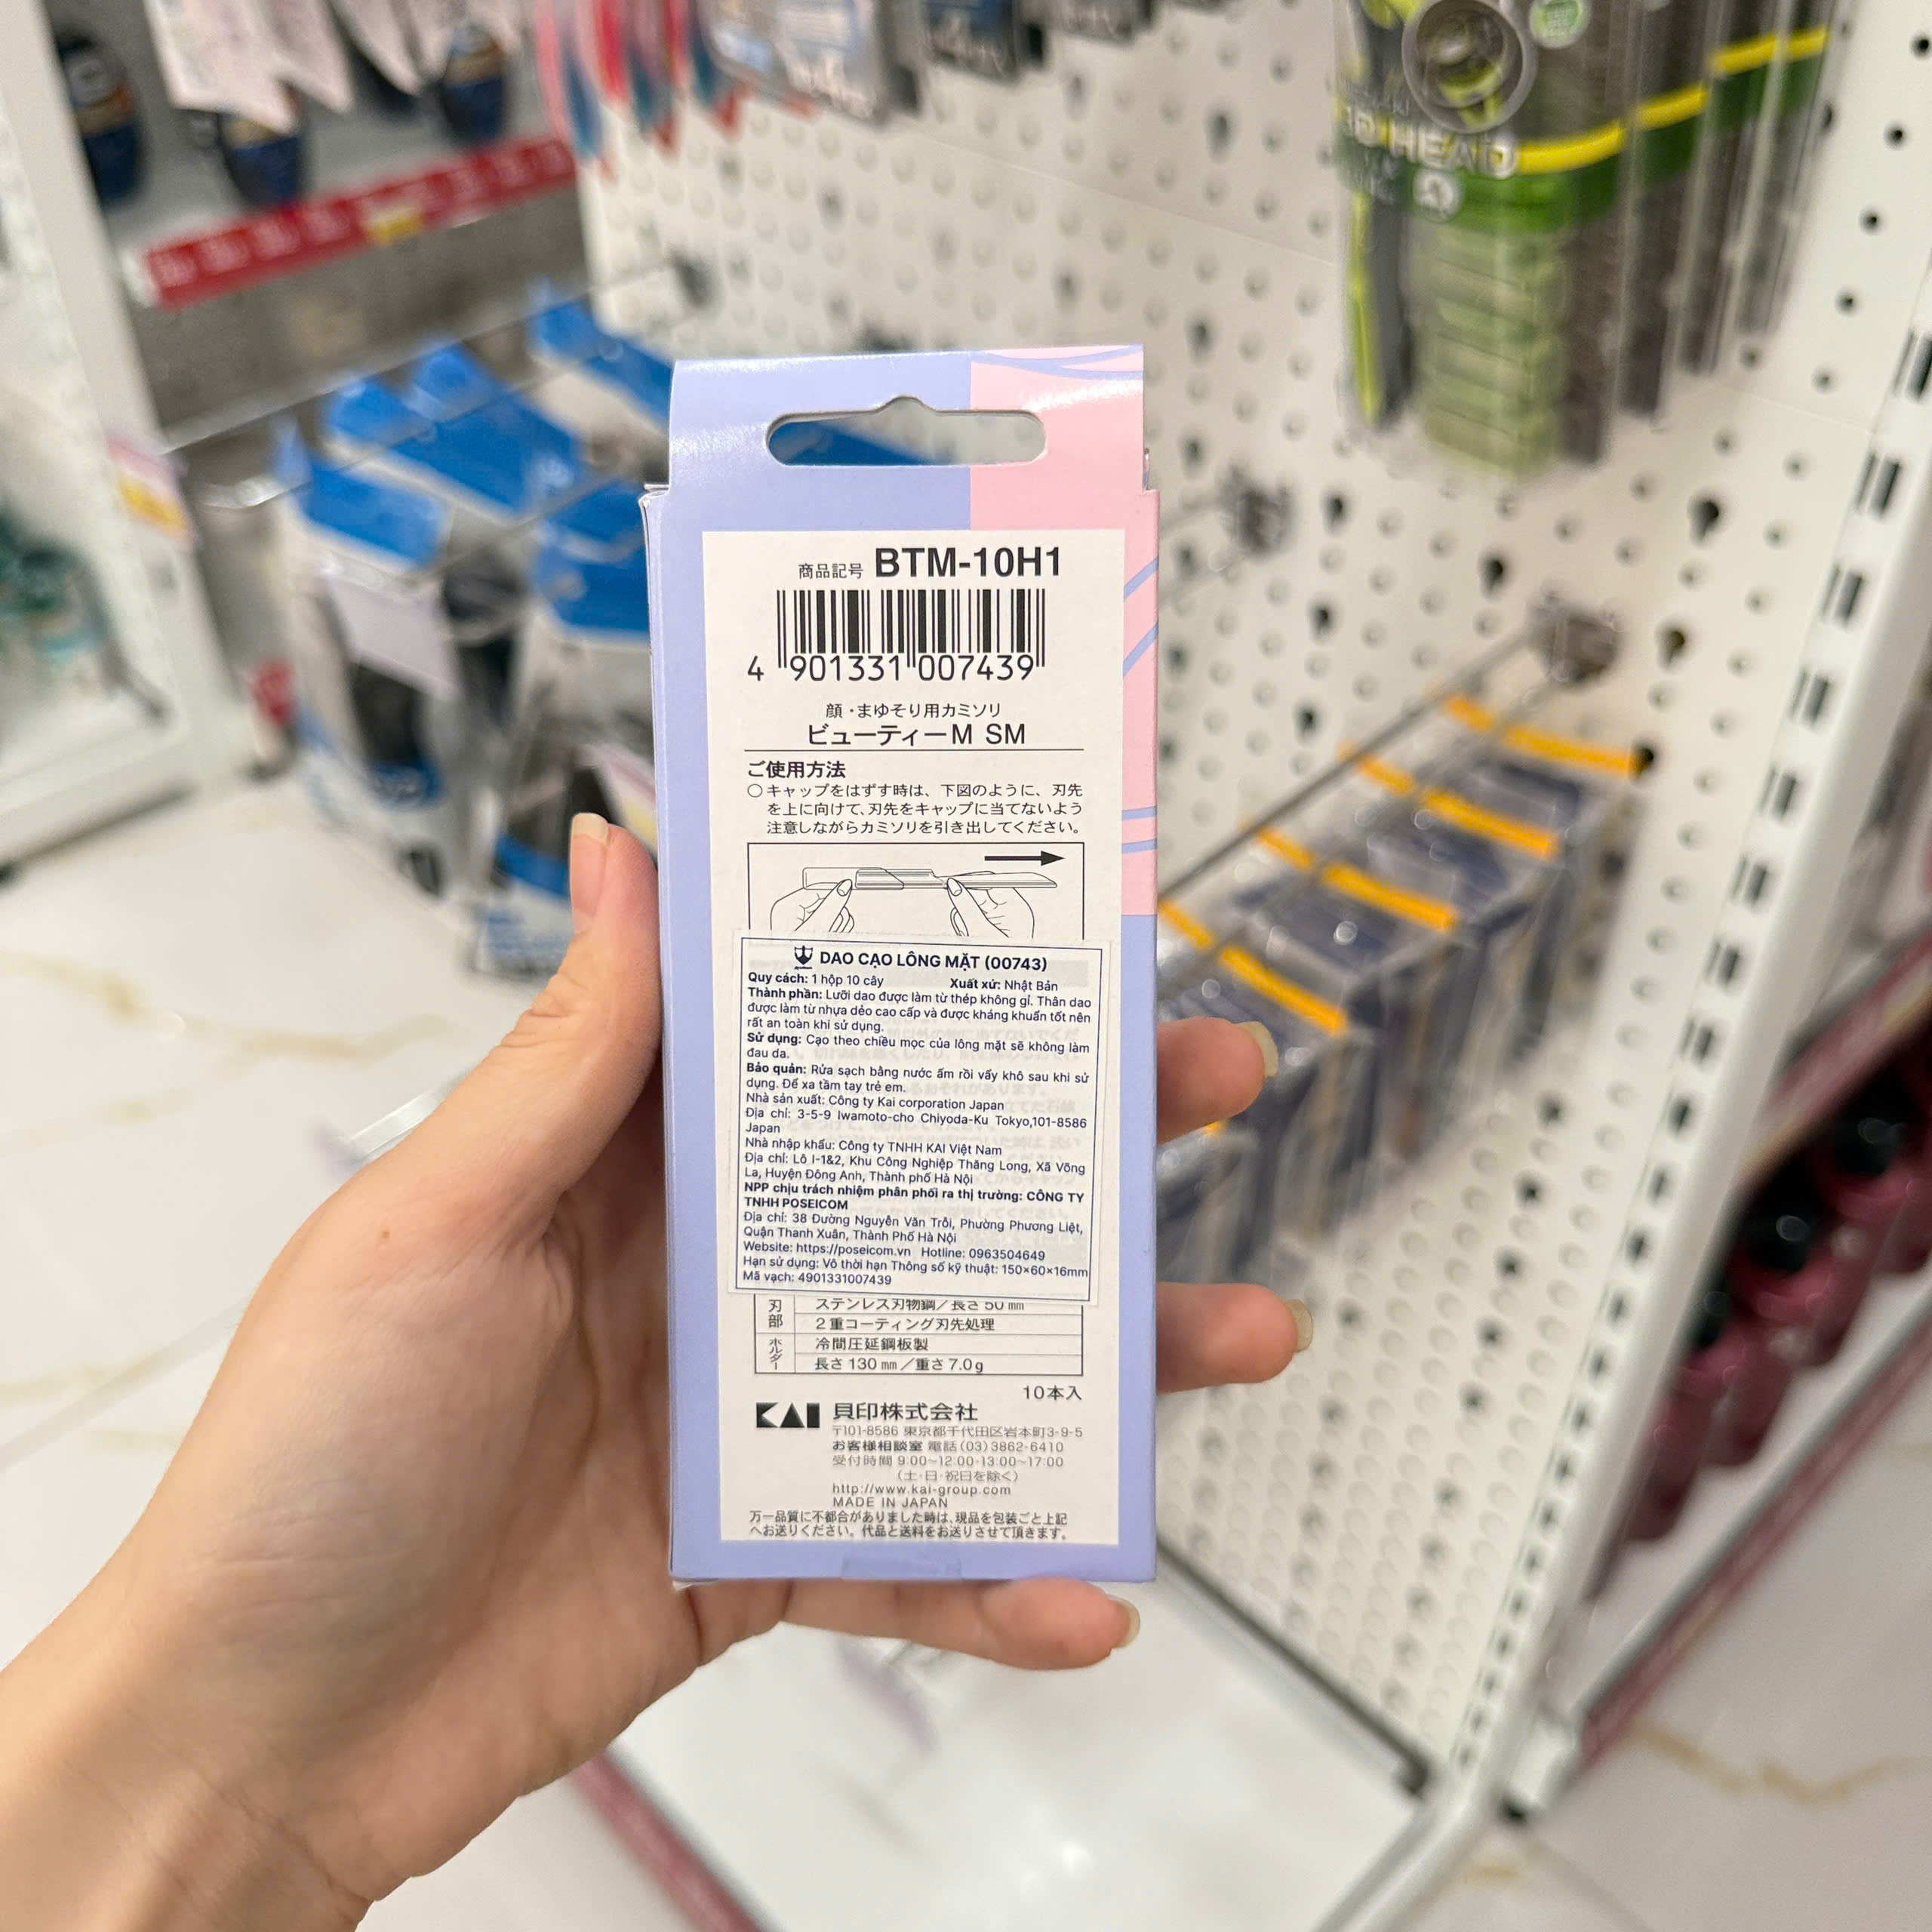 3D HEAD
商品記号 BTM-10H1
4 901331 007439
顔・まゆそり用カミソリ
ビューティーM SM
ご使用方法
○キャップをはずす時は、下図のように、刃先
を上に向けて、刃先をキャップに当てないよう
注意しながらカミソリを引き出してください。
DAO CẠO LÔNG MẶT (00743)
Quy cách: 1 hộp 10 cây Xuất xứ: Nhật Bản
Thành phần: Lưỡi dao được làm từ thép không gỉ. Thân dao
được làm từ nhựa dẻo cao cấp và được kháng khuẩn tốt nên
rất an toàn khi sử dụng.
Sử dụng: Cạo theo chiều mọc của lông mặt sẽ không làm
đau da.
Bảo quản: Rửa sạch bằng nước ấm rồi vẩy khô sau khi sử
dụng. Để xa tầm tay trẻ em.
Nhà sản xuất: Công ty Kai corporation Japan
Địa chỉ: 3-5-9 Iwamoto-cho Chiyoda-Ku Tokyo,101-8586
Japan
Nhà nhập khẩu: Công ty TNHH KAI Việt Nam
Địa chỉ: Lô I-1&2, Khu Công Nghiệp Thăng Long, Xã Võng
La, Huyện Đông Anh, Thành phố Hà Nội
NPP chịu trách nhiệm phân phối ra thị trường: CÔNG TY
TNHH POSEICOM
Địa chỉ: 38 Đường Nguyễn Văn Trỗi, Phường Phương Liệt,
Quận Thanh Xuân, Thành Phố Hà Nội
Website: https://poseicom.vn Hotline: 0963504649
Hạn sử dụng: Vô thời hạn Thông số kỹ thuật: 150×60×16mm
Mã vạch: 4901331007439
刃部 ステンレス刃物鋼／長さ50mm
2重コーティング刃先処理
ホルダー 冷間圧延鋼板製
長さ130mm／重さ7.0g
10本入
KAI 貝印株式会社
〒101-8586 東京都千代田区岩本町3-9-5
お客様相談室 電話(03)3862-6410
受付時間 9:00~12:00・13:00~17:00
(土・日・祝日を除く)
http://www.kai-group.com
MADE IN JAPAN
万一品質に不都合がありました時は、現品を包装ごと上記
へお送りください。代品と送料をお送りさせて頂きます。